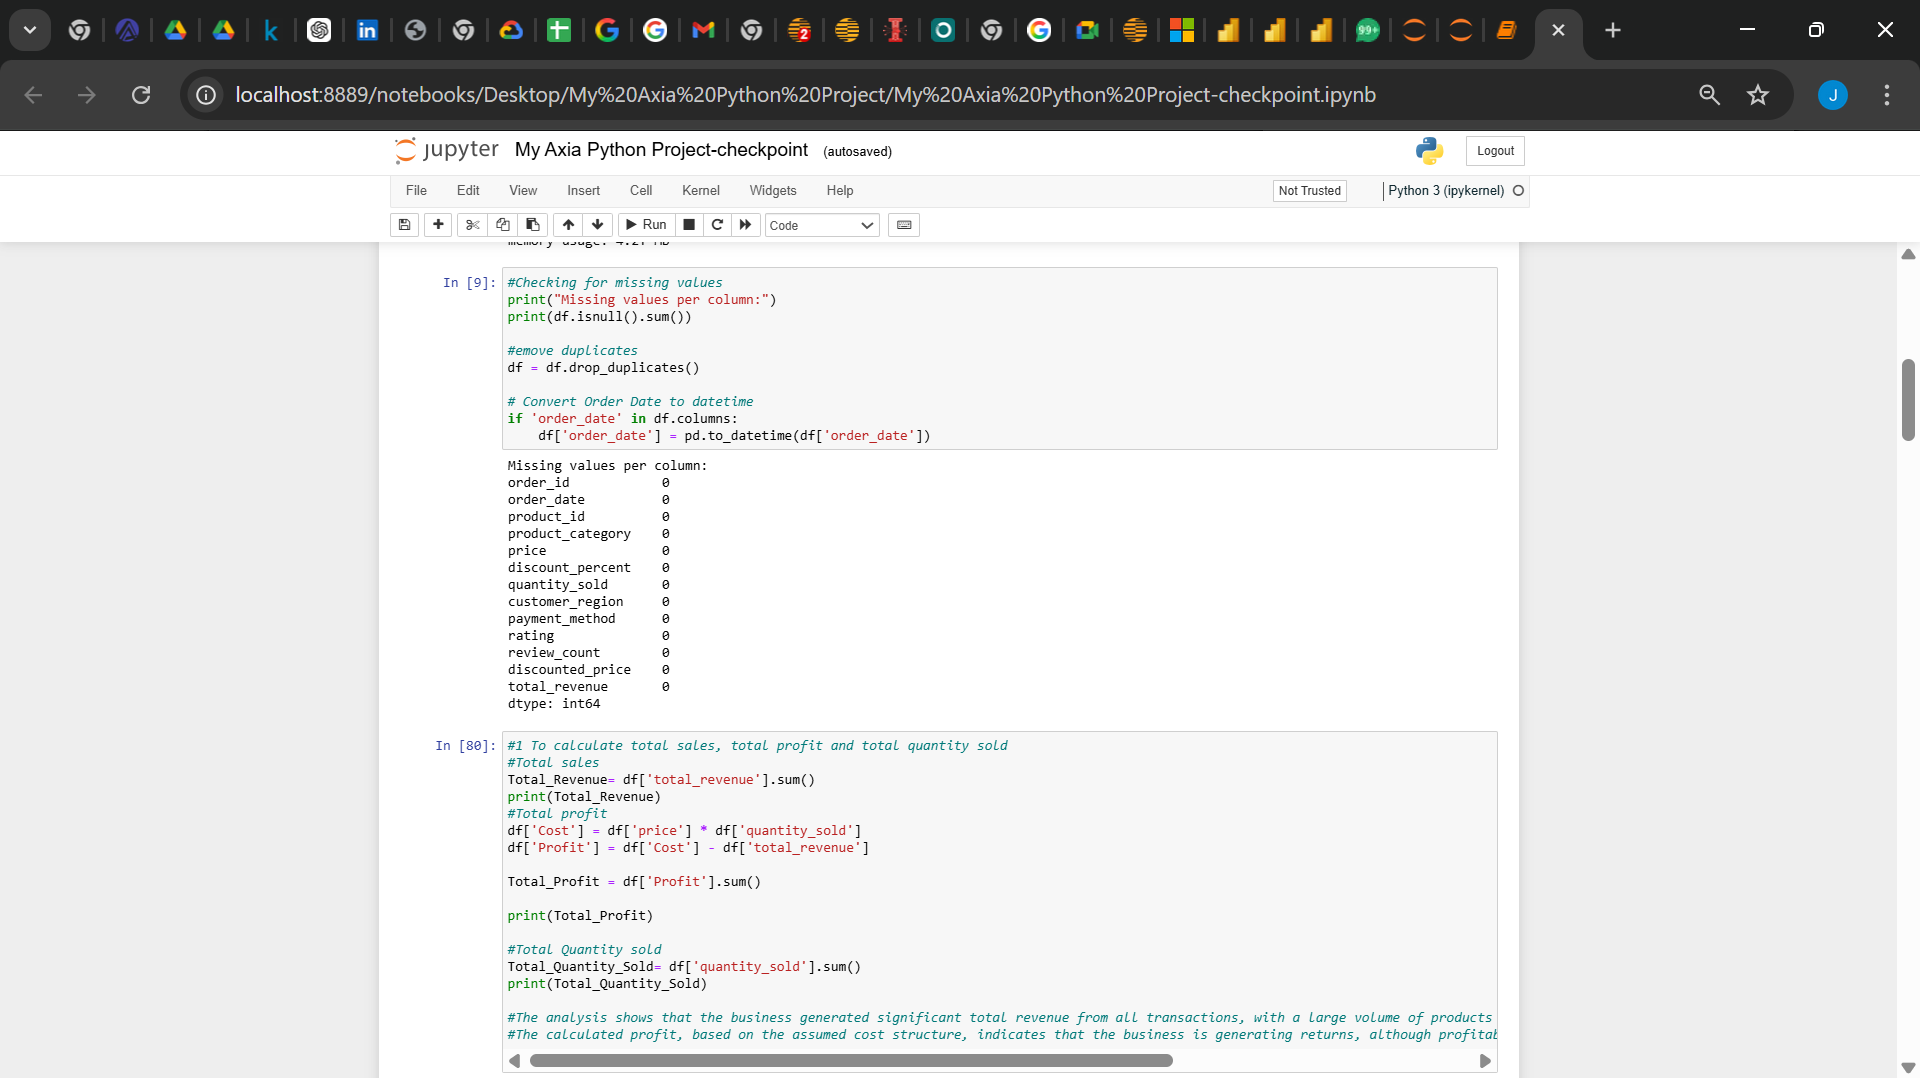 2
99+
localhost:8889/notebooks/Desktop/My%20Axia%20Python%20Project/My%20Axia%20Python%20Project-checkpoint.ipynb
J
jupyter My Axia Python Project-checkpoint (autosaved)
Logout
File Edit View Insert Cell Kernel Widgets Help
Not Trusted
Python 3 (ipykernel)
Run
Code
memory usage: 4.21 MB
In [9]:
#Checking for missing values
print("Missing values per column:")
print(df.isnull().sum())
#emove duplicates
df = df.drop_duplicates()
# Convert Order Date to datetime
if 'order_date' in df.columns:
    df['order_date'] = pd.to_datetime(df['order_date'])
Missing values per column:
order_id            0
order_date          0
product_id          0
product_category    0
price               0
discount_percent    0
quantity_sold       0
customer_region     0
payment_method      0
rating              0
review_count        0
discounted_price    0
total_revenue       0
dtype: int64
In [80]:
#1 To calculate total sales, total profit and total quantity sold
#Total sales
Total_Revenue= df['total_revenue'].sum()
print(Total_Revenue)
#Total profit
df['Cost'] = df['price'] * df['quantity_sold']
df['Profit'] = df['Cost'] - df['total_revenue']
Total_Profit = df['Profit'].sum()
print(Total_Profit)
#Total Quantity sold
Total_Quantity_Sold= df['quantity_sold'].sum()
print(Total_Quantity_Sold)
#The analysis shows that the business generated significant total revenue from all transactions, with a large volume of products
#The calculated profit, based on the assumed cost structure, indicates that the business is generating returns, although profitab